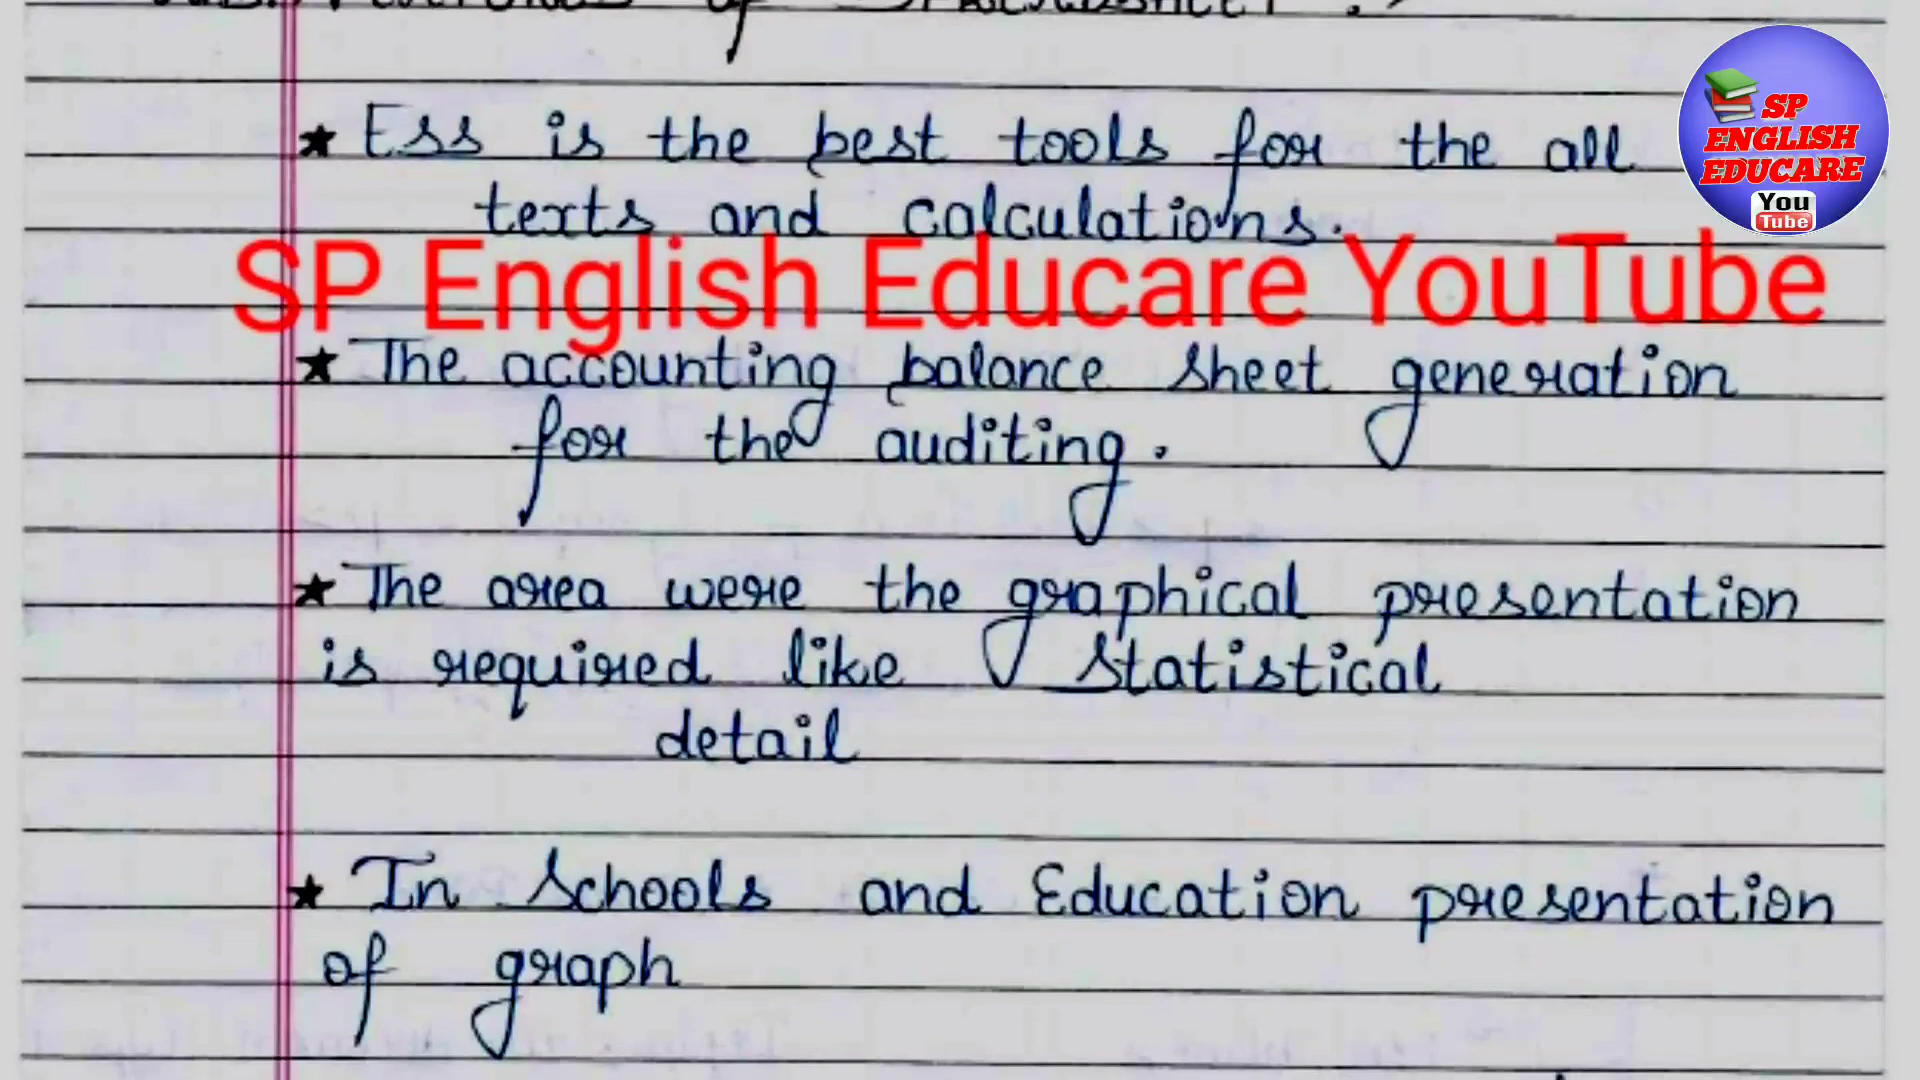 of SPREADSHEET :>
★ Ess is the best tools for the all
texts and calculations.
SP English Educare YouTube
★ The accounting balance sheet generation
for the auditing.
★ The area were the graphical presentation
is required like statistical
detail
★ In Schools and Education presentation
of graph
SP
ENGLISH
EDUCARE
You
Tube